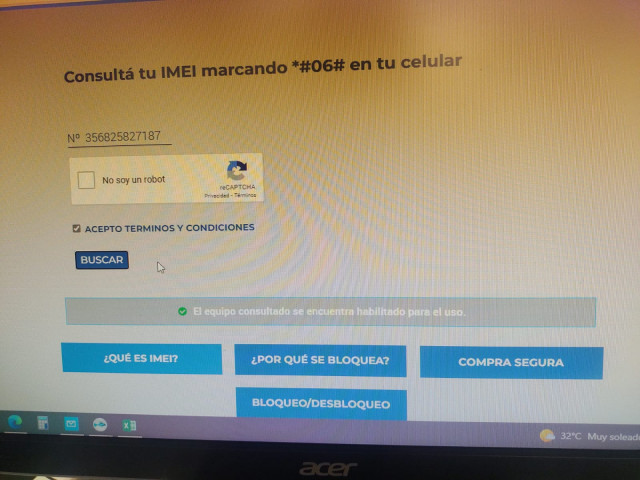 Consultá tu IMEI marcando *#06# en tu celular
Nº 356825827187
No soy un robot
reCAPTCHA
Privacidad - Términos
ACEPTO TERMINOS Y CONDICIONES
BUSCAR
El equipo consultado se encuentra habilitado para el uso.
¿QUÉ ES IMEI?
¿POR QUÉ SE BLOQUEA?
COMPRA SEGURA
BLOQUEO/DESBLOQUEO
32°C Muy solead
acer